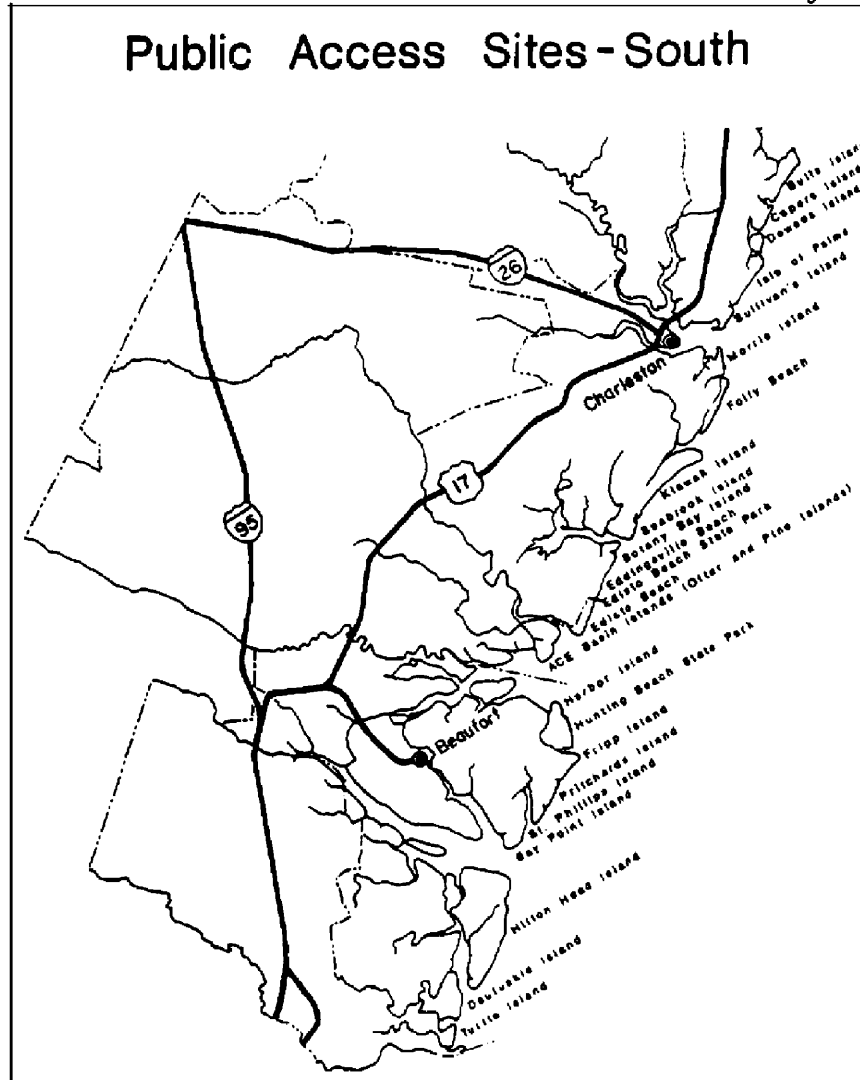 Public Access Sites-South
Bulls Island
Capers Island
Dewees Island
Isle of Palms
Sullivan's Island
Morris Island
Folly Beach
26
Charleston
17
95
Kiawah Island
Seabrook Island
Botany Bay Island
Eddingsville Beach
Edisto Beach State Park
Edisto Beach
ACE Basin Islands (Otter and Pine Islands)
Harbor Island
Hunting Beach State Park
Beaufort
Fripp Island
Pritchards Island
St. Phillips Island
Bay Point Island
Hilton Head Island
Daufuskie Island
Turtle Island